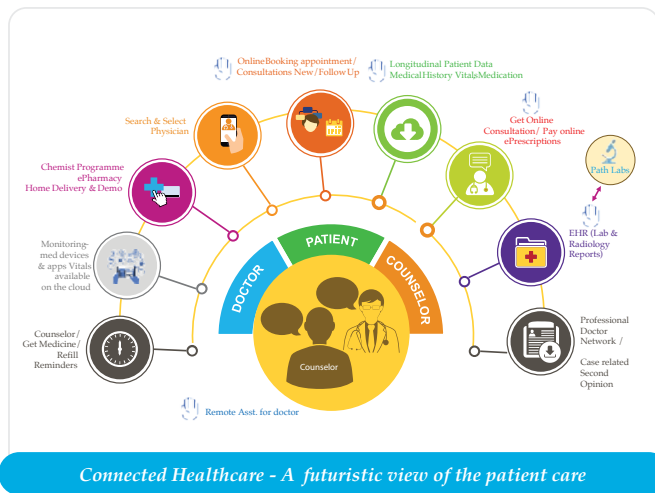 OnlineBooking appointment/
Consultations New/FollowUp
Longitudinal Patient Data
MedicalHistory VitalsMedication
Search & Select
Physician
Get Online
Consultation/ Pay online
ePrescriptions
Chemist Programme
ePharmacy
Home Delivery & Demo
Path Labs
Monitoring-
med devices
& apps Vitals
available
on the cloud
EHR (Lab &
Radiology
Reports)
DOCTOR
PATIENT
COUNSELOR
Counselor/
Get Medicine/
Refill
Reminders
Counselor
Professional
Doctor
Network /
Case related
Second
Opinion
Remote Asst. for doctor
Connected Healthcare - A futuristic view of the patient care